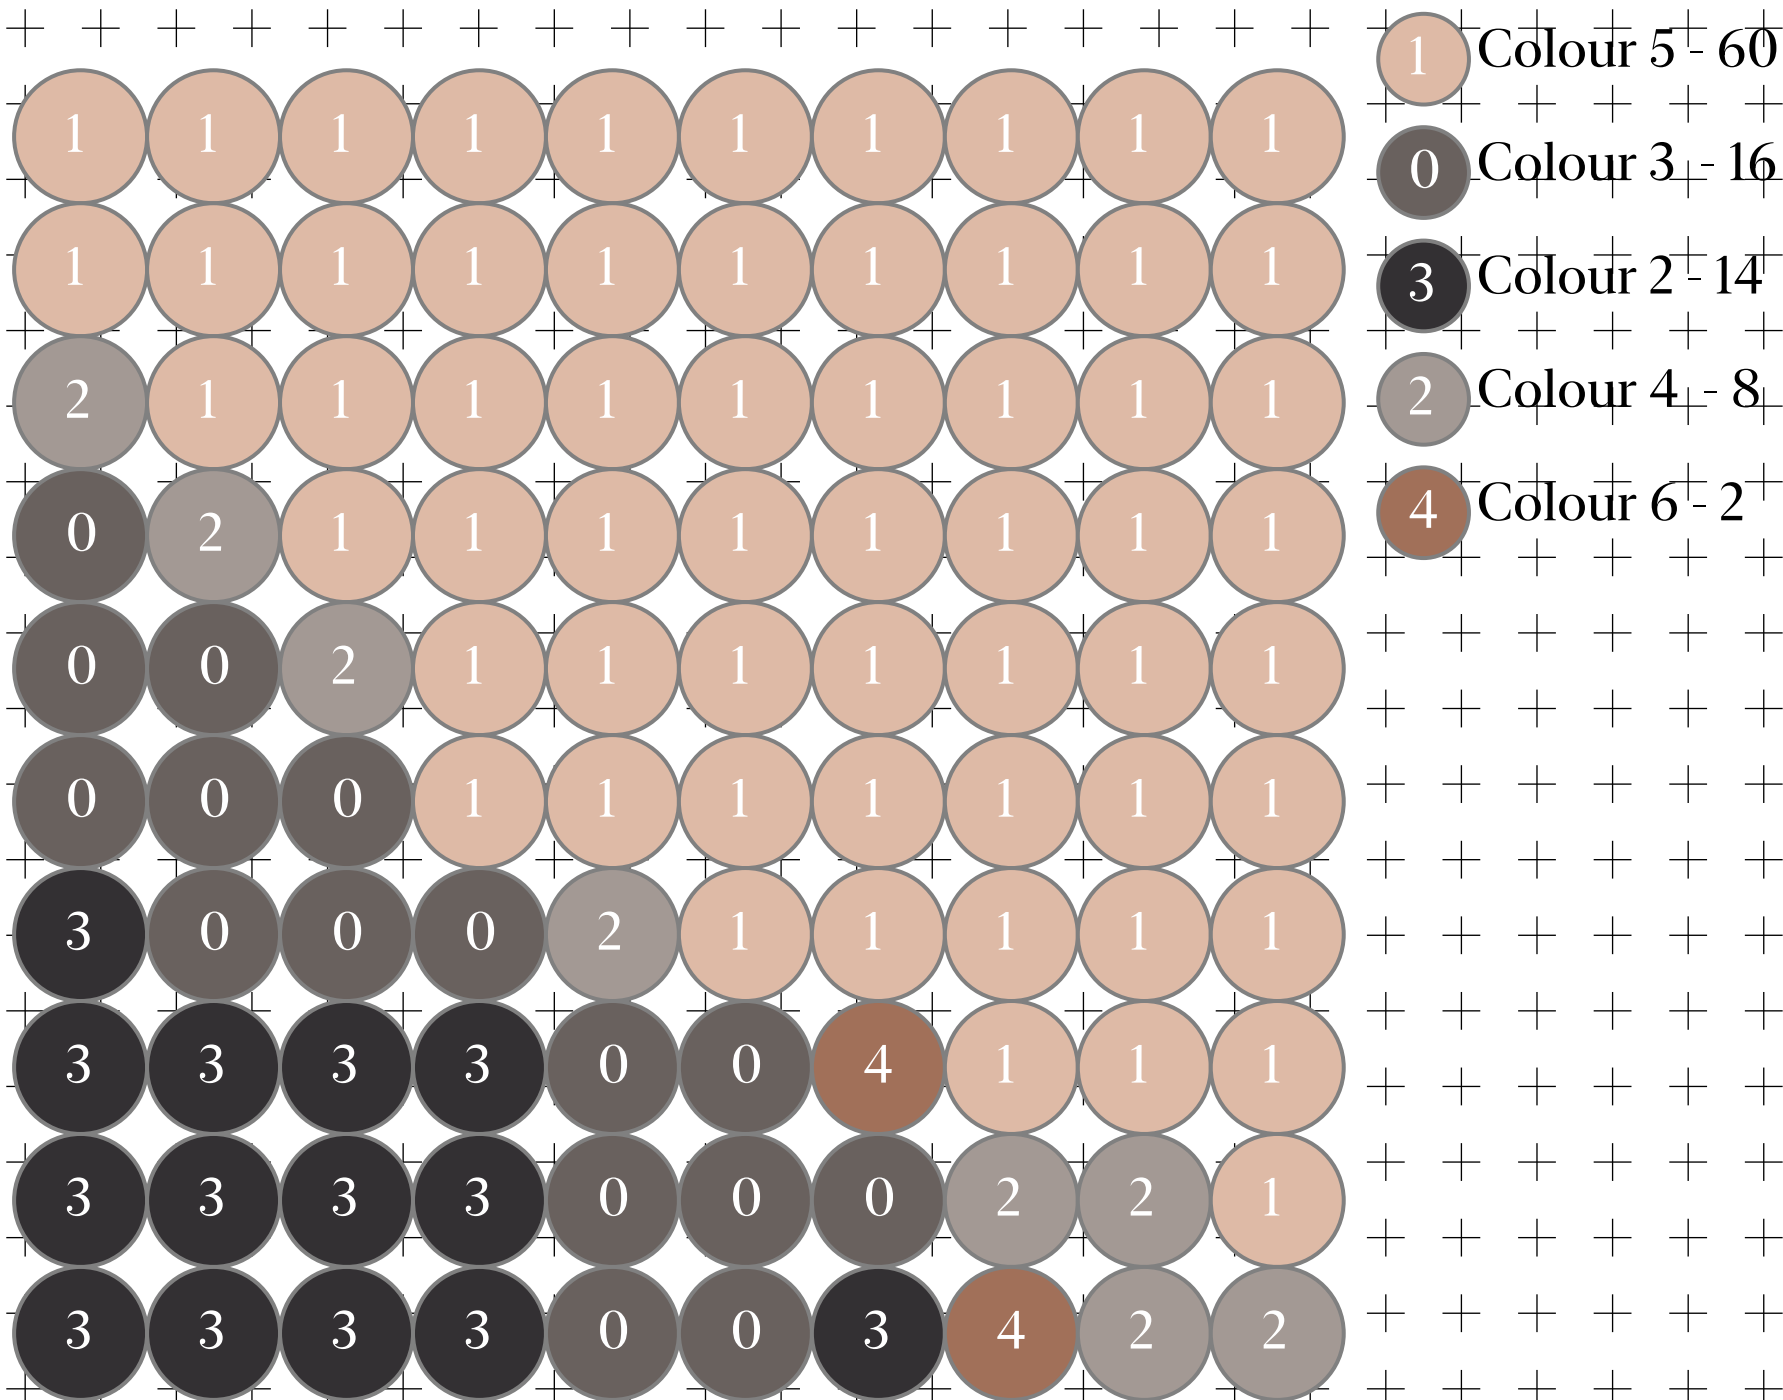 1 Colour 5 - 60
1 1 1 1 1 1 1 1 1 1
0 Colour 3 - 16
1 1 1 1 1 1 1 1 1 1
3 Colour 2 - 14
2 1 1 1 1 1 1 1 1 1
2 Colour 4 - 8
0 2 1 1 1 1 1 1 1 1
4 Colour 6 - 2
0 0 2 1 1 1 1 1 1 1
0 0 0 1 1 1 1 1 1 1
3 0 0 0 2 1 1 1 1 1
3 3 3 3 0 0 4 1 1 1
3 3 3 3 0 0 0 2 2 1
3 3 3 3 0 0 3 4 2 2